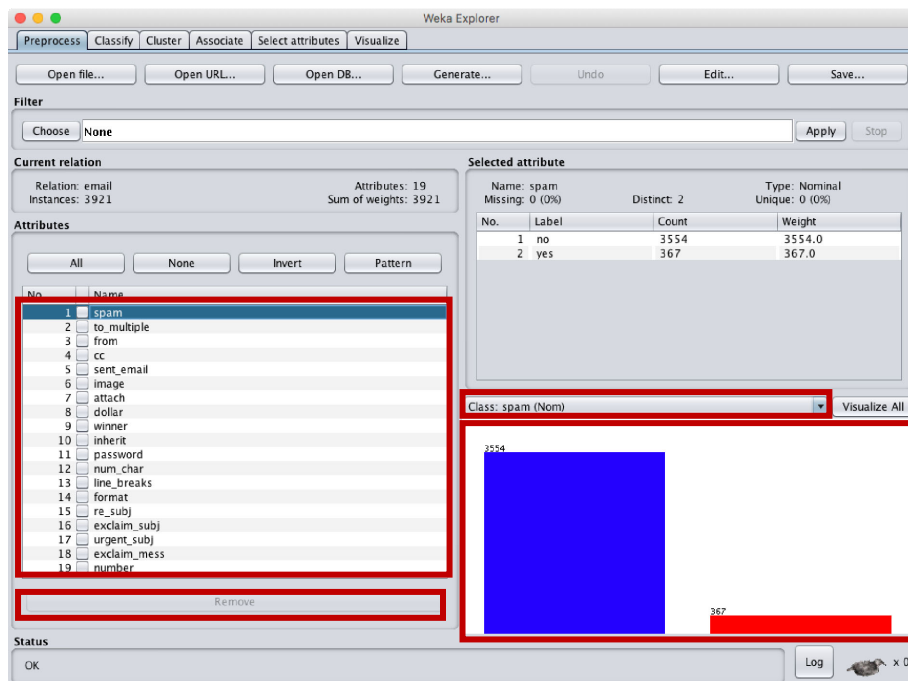 Weka Explorer
Preprocess Classify Cluster Associate Select attributes Visualize
Open file... Open URL... Open DB... Generate... Undo Edit... Save...
Filter
Choose None Apply Stop
Current relation
Relation: email Attributes: 19
Instances: 3921 Sum of weights: 3921
Attributes
All None Invert Pattern
No. Name
1 spam
2 to_multiple
3 from
4 cc
5 sent_email
6 image
7 attach
8 dollar
9 winner
10 inherit
11 password
12 num_char
13 line_breaks
14 format
15 re_subj
16 exclaim_subj
17 urgent_subj
18 exclaim_mess
19 number
Remove
Selected attribute
Name: spam Type: Nominal
Missing: 0 (0%) Distinct: 2 Unique: 0 (0%)
No. Label Count Weight
1 no 3554 3554.0
2 yes 367 367.0
Class: spam (Nom) Visualize All
3554
367
Status
OK Log x 0